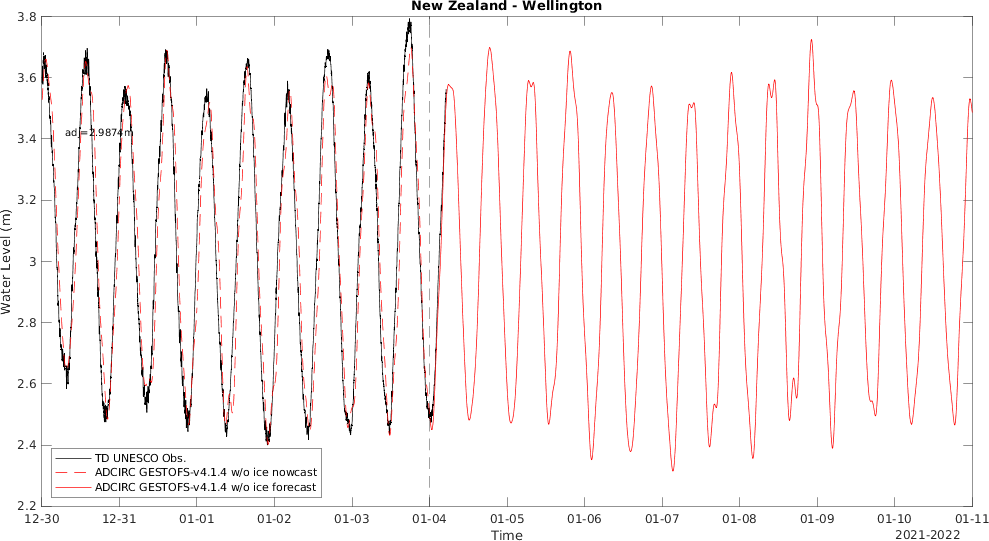 New Zealand - Wellington
3.8
3.6
3.4
3.2
3
2.8
2.6
2.4
2.2
Water Level (m)
adj=2.9874m
TD UNESCO Obs.
ADCIRC GESTOFS-v4.1.4 w/o ice nowcast
ADCIRC GESTOFS-v4.1.4 w/o ice forecast
12-30 12-31 01-01 01-02 01-03 01-04 01-05 01-06 01-07 01-08 01-09 01-10 01-11
Time
2021-2022